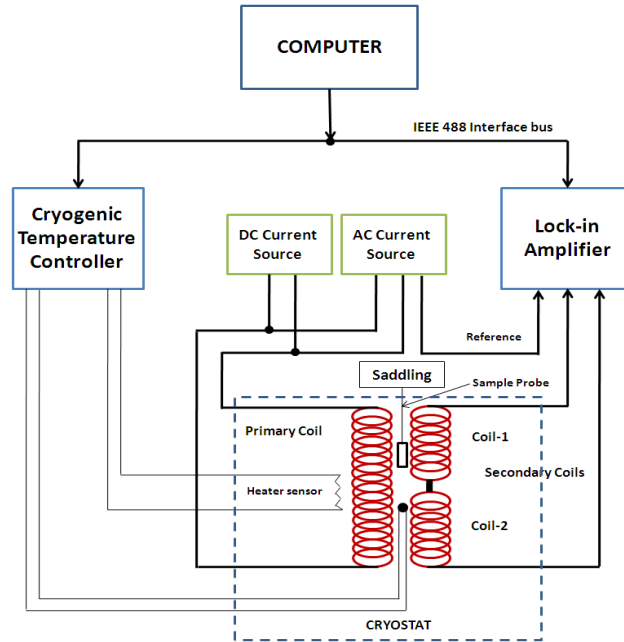 COMPUTER
IEEE 488 Interface bus
Cryogenic
Temperature
Controller
DC Current
Source
AC Current
Source
Lock-in
Amplifier
Reference
Saddling
Sample Probe
Primary Coil
Coil-1
Secondary Coils
Heater sensor
Coil-2
CRYOSTAT